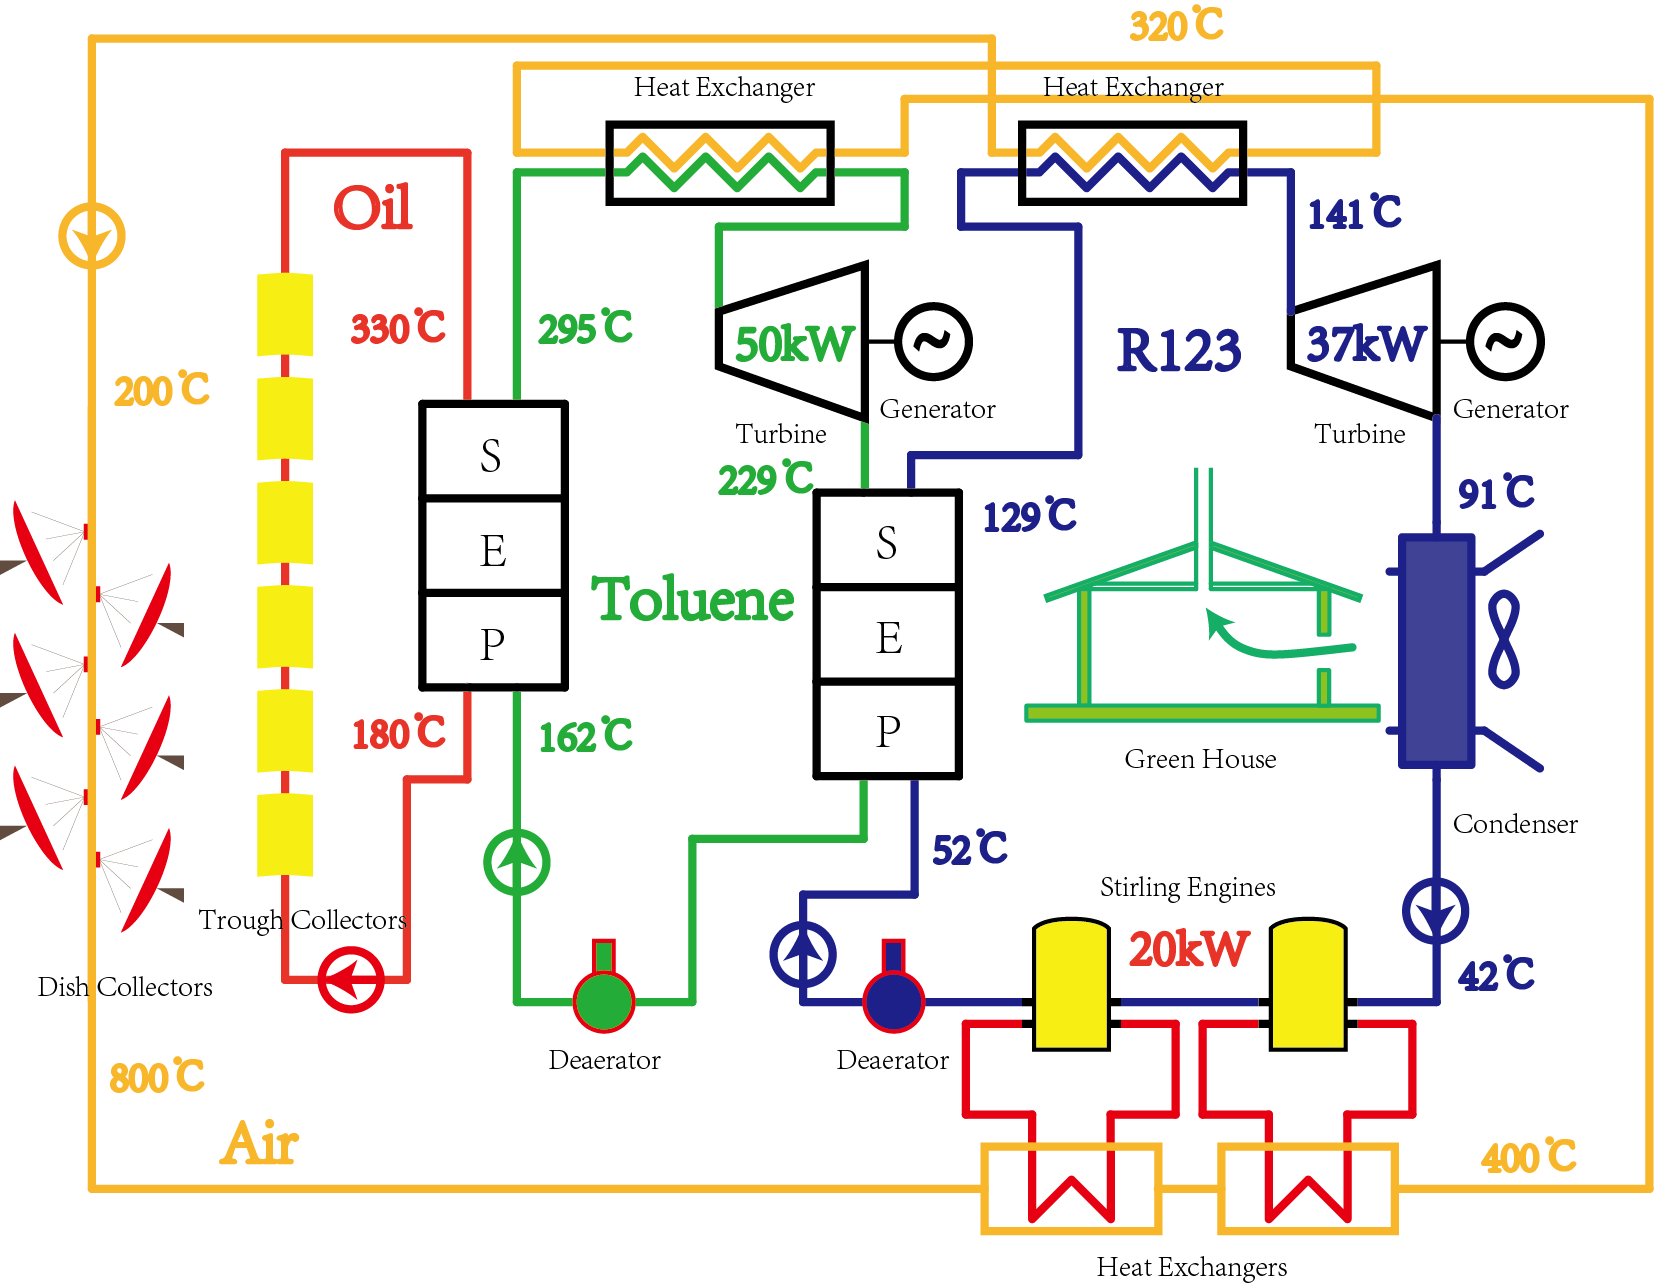 320℃
Heat Exchanger
Heat Exchanger
Oil
141℃
330℃
295℃
50kW
R123
37kW
200℃
Generator
Generator
Turbine
Turbine
S
229℃
91℃
129℃
S
E
Toluene
E
P
180℃
162℃
P
Green House
52℃
Condenser
Stirling Engines
Trough Collectors
20kW
42℃
Dish Collectors
Deaerator
Deaerator
800℃
Air
400℃
Heat Exchangers